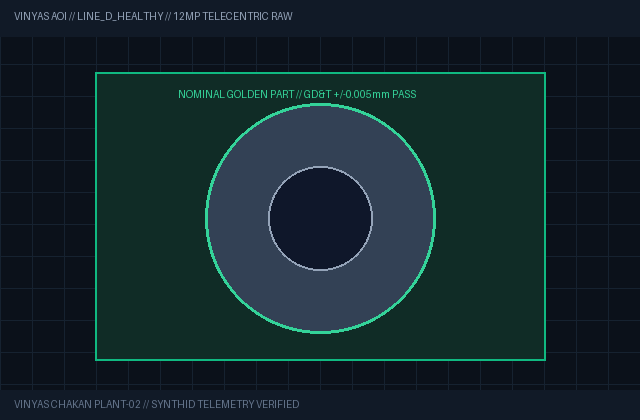 VINYAS AOI // LINE_D_HEALTHY // 12MP TELECENTRIC RAW
NOMINAL GOLDEN PART // GD&T +/-0.005mm PASS
VINYAS CHAKAN PLANT-02 // SYNTHID TELEMETRY VERIFIED